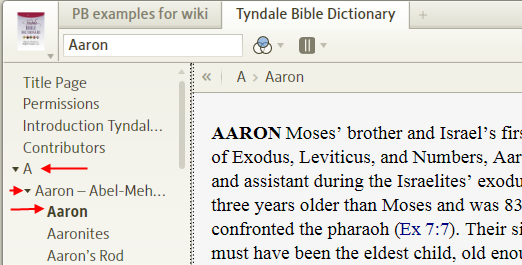 PB examples for wiki
Tyndale Bible Dictionary
Aaron
Title Page
Permissions
Introduction Tyndal...
Contributors
A
Aaron – Abel-Meh...
Aaron
Aaronites
Aaron's Rod
« A > Aaron
AARON Moses' brother and Israel's firs
of Exodus, Leviticus, and Numbers, Aar
and assistant during the Israelites' exodu
three years older than Moses and was 83
confronted the pharaoh (Ex 7:7). Their si
must have been the eldest child, old enou